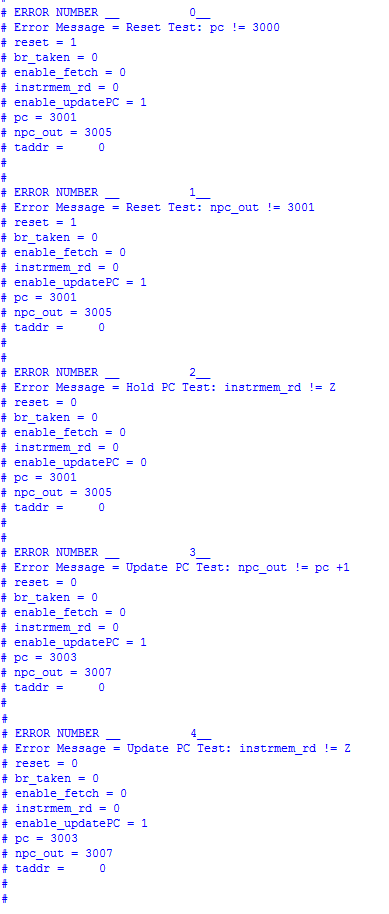 # ERROR NUMBER __ 0__
# Error Message = Reset Test: pc != 3000
# reset = 1
# br_taken = 0
# enable_fetch = 0
# instrmem_rd = 0
# enable_updatePC = 1
# pc = 3001
# npc_out = 3005
# taddr = 0
#
#
# ERROR NUMBER __ 1__
# Error Message = Reset Test: npc_out != 3001
# reset = 1
# br_taken = 0
# enable_fetch = 0
# instrmem_rd = 0
# enable_updatePC = 1
# pc = 3001
# npc_out = 3005
# taddr = 0
#
#
# ERROR NUMBER __ 2__
# Error Message = Hold PC Test: instrmem_rd != Z
# reset = 0
# br_taken = 0
# enable_fetch = 0
# instrmem_rd = 0
# enable_updatePC = 0
# pc = 3001
# npc_out = 3005
# taddr = 0
#
#
# ERROR NUMBER __ 3__
# Error Message = Update PC Test: npc_out != pc +1
# reset = 0
# br_taken = 0
# enable_fetch = 0
# instrmem_rd = 0
# enable_updatePC = 1
# pc = 3003
# npc_out = 3007
# taddr = 0
#
#
# ERROR NUMBER __ 4__
# Error Message = Update PC Test: instrmem_rd != Z
# reset = 0
# br_taken = 0
# enable_fetch = 0
# instrmem_rd = 0
# enable_updatePC = 1
# pc = 3003
# npc_out = 3007
# taddr = 0
#
#